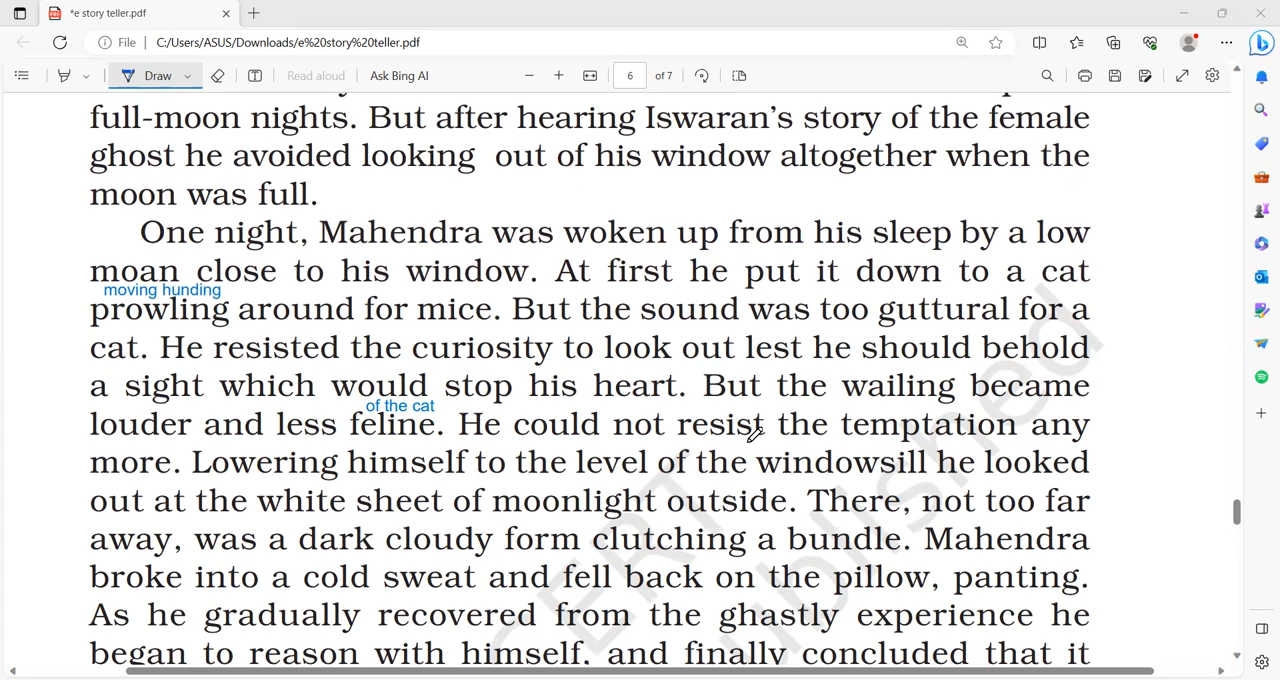 *e story teller.pdf
File C:/Users/ASUS/Downloads/e%20story%20teller.pdf
Draw Read aloud Ask Bing AI 6 of 7
full-moon nights. But after hearing Iswaran's story of the female
ghost he avoided looking out of his window altogether when the
moon was full.
One night, Mahendra was woken up from his sleep by a low
moan close to his window. At first he put it down to a cat
moving hunding
prowling around for mice. But the sound was too guttural for a
cat. He resisted the curiosity to look out lest he should behold
a sight which would stop his heart. But the wailing became
of the cat
louder and less feline. He could not resist the temptation any
more. Lowering himself to the level of the windowsill he looked
out at the white sheet of moonlight outside. There, not too far
away, was a dark cloudy form clutching a bundle. Mahendra
broke into a cold sweat and fell back on the pillow, panting.
As he gradually recovered from the ghastly experience he
began to reason with himself, and finally concluded that it